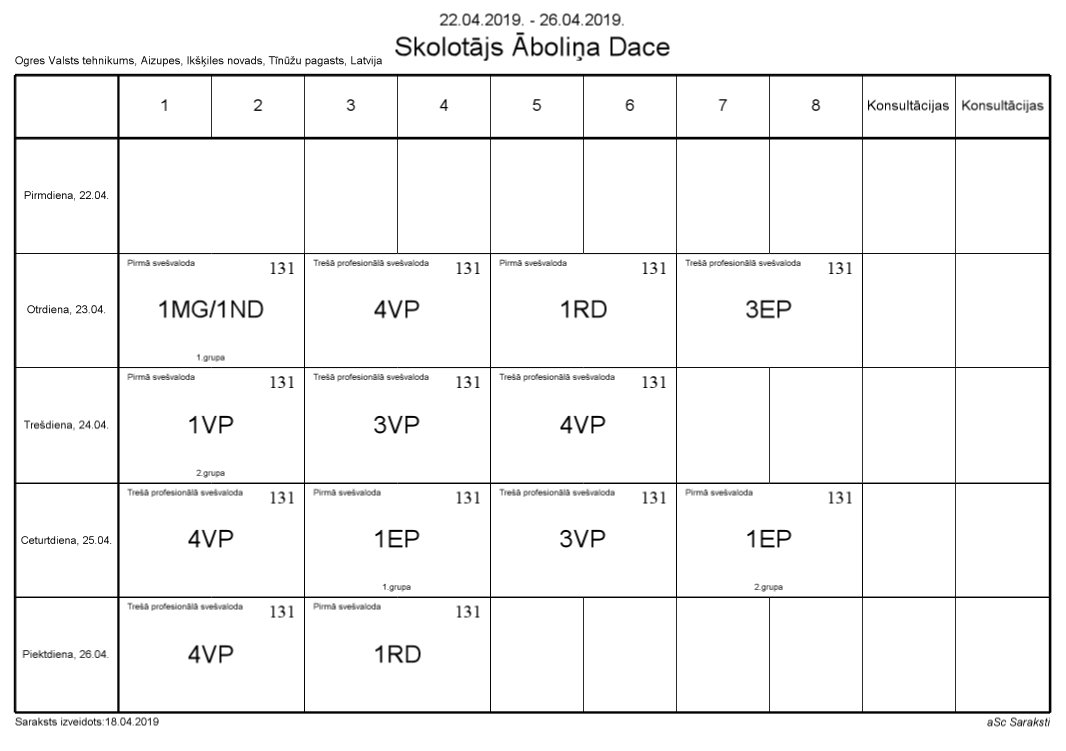 22.04.2019. - 26.04.2019.
Skolotājs Āboliņa Dace
Ogres Valsts tehnikums, Aizupes, Ikšķiles novads, Tīnūžu pagasts, Latvija
1 2 3 4 5 6 7 8 Konsultācijas Konsultācijas
Pirmdiena, 22.04.
Pirmā svešvaloda 131 Trešā profesionālā svešvaloda 131 Pirmā svešvaloda 131 Trešā profesionālā svešvaloda 131
Otrdiena, 23.04. 1MG/1ND 4VP 1RD 3EP
1.grupa
Pirmā svešvaloda 131 Trešā profesionālā svešvaloda 131 Trešā profesionālā svešvaloda 131
Trešdiena, 24.04. 1VP 3VP 4VP
2.grupa
Trešā profesionālā svešvaloda 131 Pirmā svešvaloda 131 Trešā profesionālā svešvaloda 131 Pirmā svešvaloda 131
Ceturtdiena, 25.04. 4VP 1EP 3VP 1EP
1.grupa 2.grupa
Trešā profesionālā svešvaloda 131 Pirmā svešvaloda 131
Piektdiena, 26.04. 4VP 1RD
Saraksts izveidots:18.04.2019 aSc Saraksti